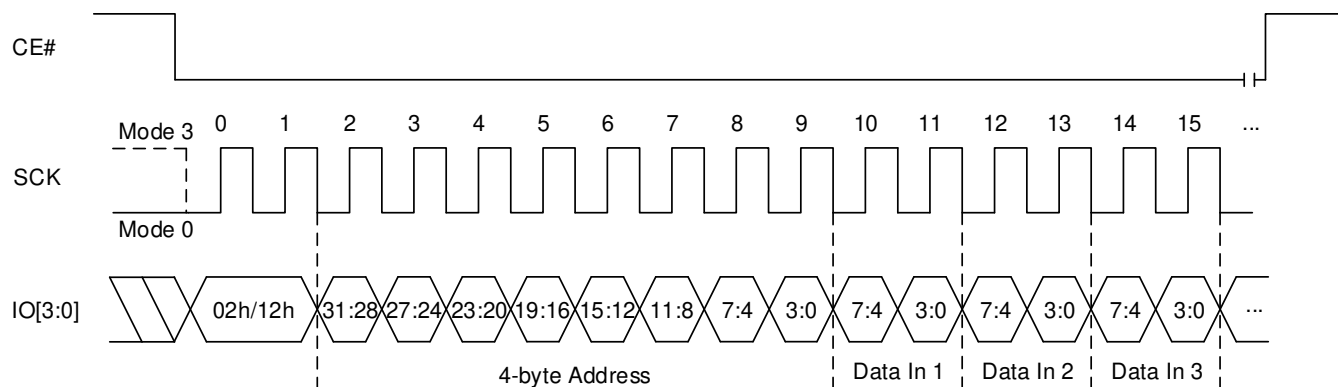 CE#
0 1 2 3 4 5 6 7 8 9 10 11 12 13 14 15 ...
Mode 3
SCK
Mode 0
IO[3:0] 02h/12h 31:28 27:24 23:20 19:16 15:12 11:8 7:4 3:0 7:4 3:0 7:4 3:0 7:4 3:0 ...
4-byte Address Data In 1 Data In 2 Data In 3